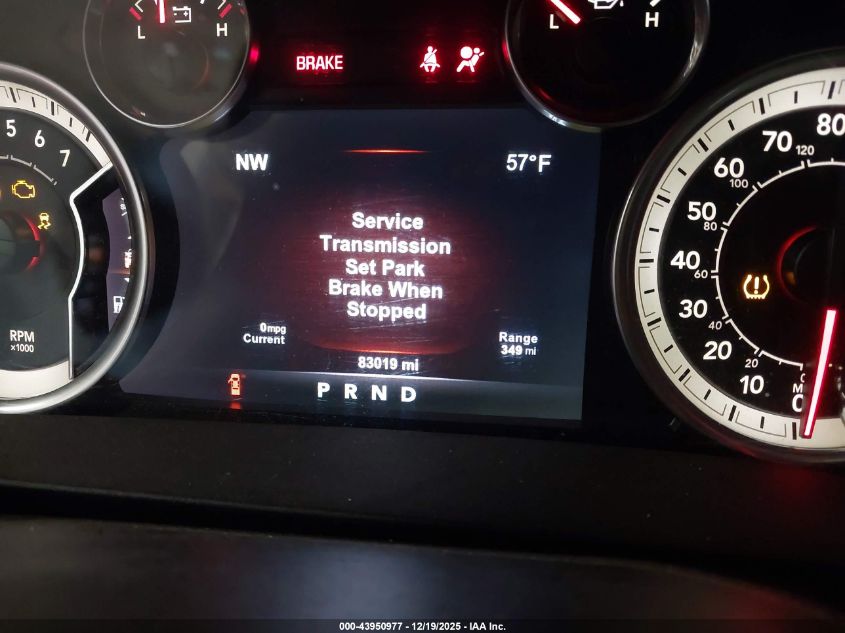 L H
BRAKE
L H
5 6 7
RPM
x1000
NW
57°F
Service
Transmission
Set Park
Brake When
Stopped
0mpg
Current
Range
349 mi
83019 mi
P R N D
80
70
120
60
100
50
80
40
60
30
40
20
20
10
0
0
M
000-43950977 - 12/19/2025 - IAA Inc.